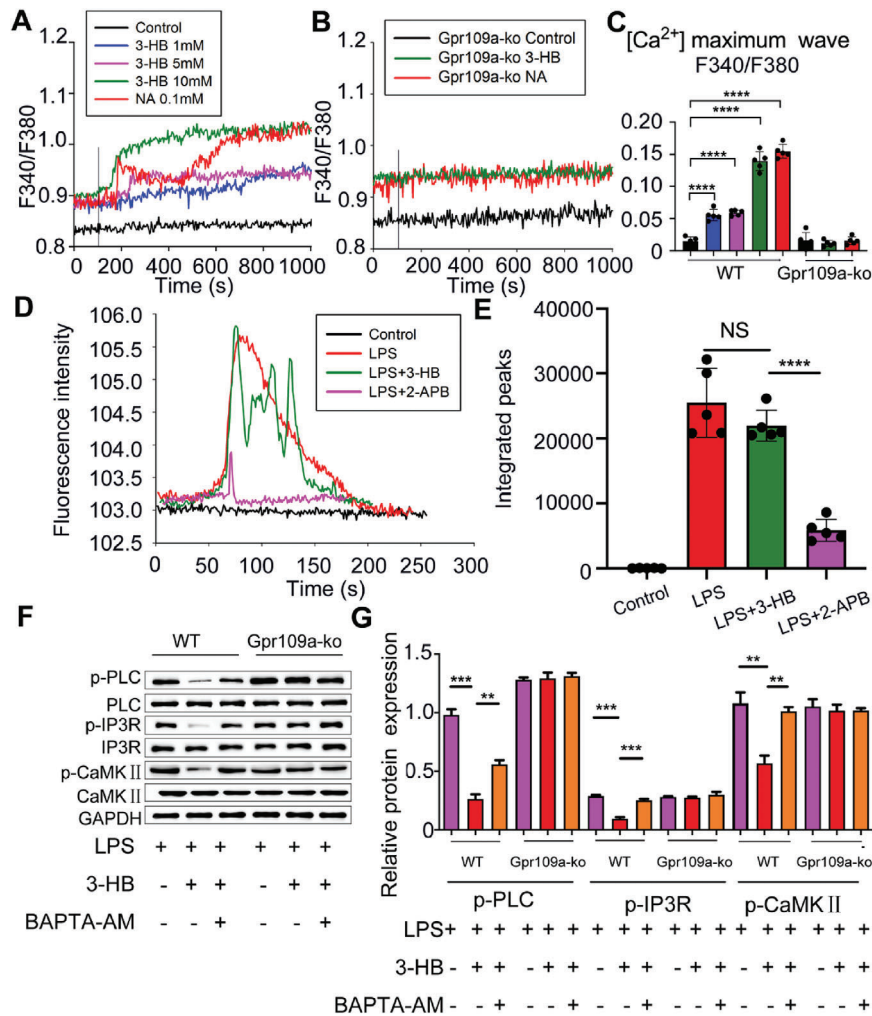 A
Control
3-HB 1mM
3-HB 5mM
3-HB 10mM
NA 0.1mM
F340/F380
1.2
1.1
1.0
0.9
0.8
0 200 400 600 800 1000
Time (s)
B
Gpr109a-ko Control
Gpr109a-ko 3-HB
Gpr109a-ko NA
F340/F380
1.2
1.1
1.0
0.9
0.8
0 200 400 600 800 1000
Time (s)
C
[Ca²⁺] maximum wave
F340/F380
****
****
****
****
0.20
0.15
0.10
0.05
0
WT Gpr109a-ko
D
Control
LPS
LPS+3-HB
LPS+2-APB
Fluorescence intensity
106.0
105.5
105.0
104.5
104.0
103.5
103.0
102.5
0 50 100 150 200 250 300
Time (s)
E
Integrated peaks
40000
30000
20000
10000
0
NS
****
Control LPS LPS+3-HB LPS+2-APB
F
WT Gpr109a-ko
p-PLC
PLC
p-IP3R
IP3R
p-CaMK Ⅱ
CaMK Ⅱ
GAPDH
LPS + + + + + +
3-HB - + + - + +
BAPTA-AM - - + - - +
G
Relative protein expression
1.5
1.0
0.5
0
*** ** *** *** ** **
WT Gpr109a-ko WT Gpr109a-ko WT Gpr109a-ko
p-PLC p-IP3R p-CaMK Ⅱ
LPS + + + + + + + + + + + + + + + + + +
3-HB - + + - + + - + + - + + - + + - + +
BAPTA-AM - - + - - + - - + - - + - - + - - +